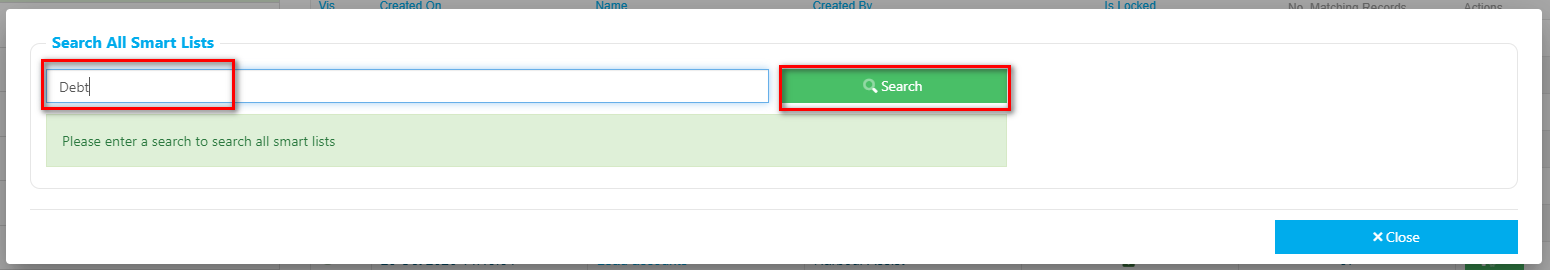 Vis Created On Name Created By Is Locked No. Matching Records Actions
Search All Smart Lists
Debt Search
Please enter a search to search all smart lists
Close